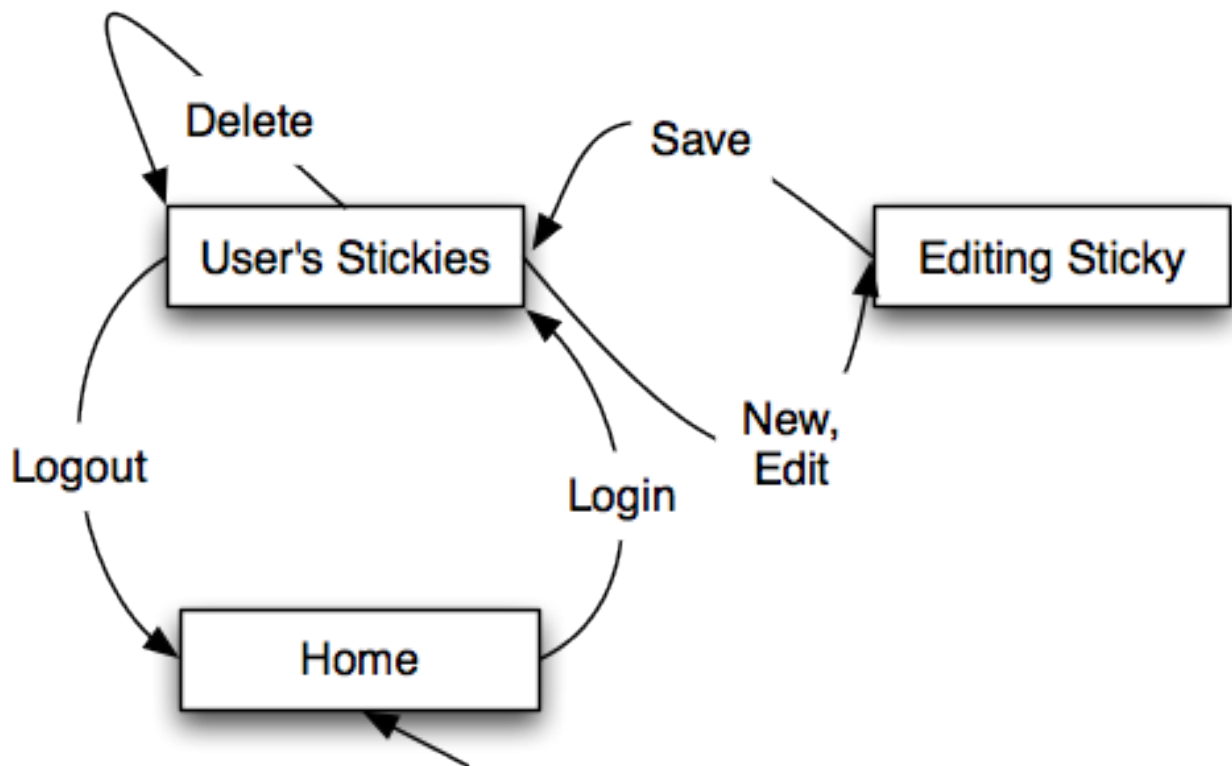 Delete
Save
User's Stickies
Editing Sticky
New,
Edit
Logout
Login
Home